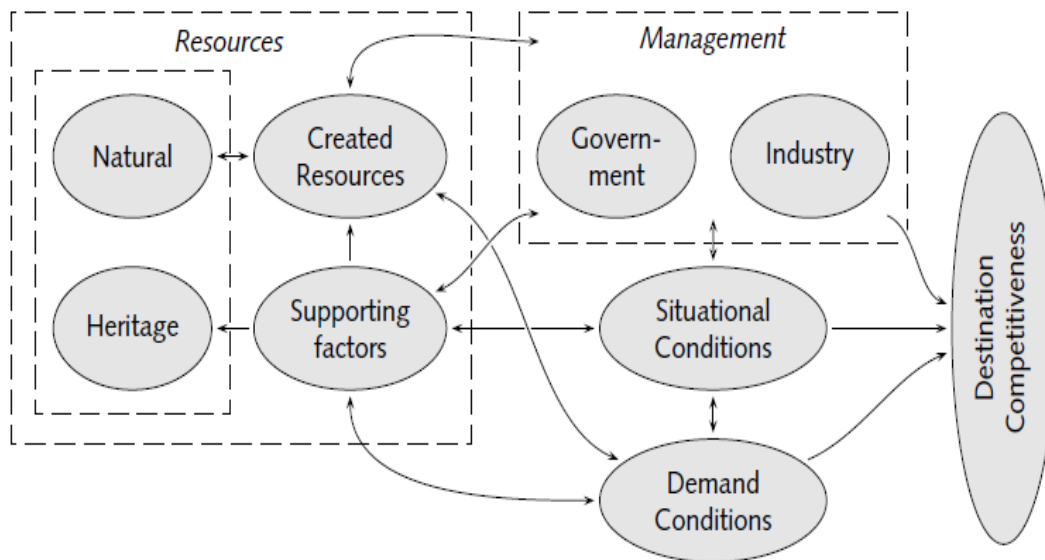 Resources
Management
Natural
Created
Resources
Govern-
ment
Industry
Heritage
Supporting
factors
Situational
Conditions
Demand
Conditions
Destination
Competitiveness